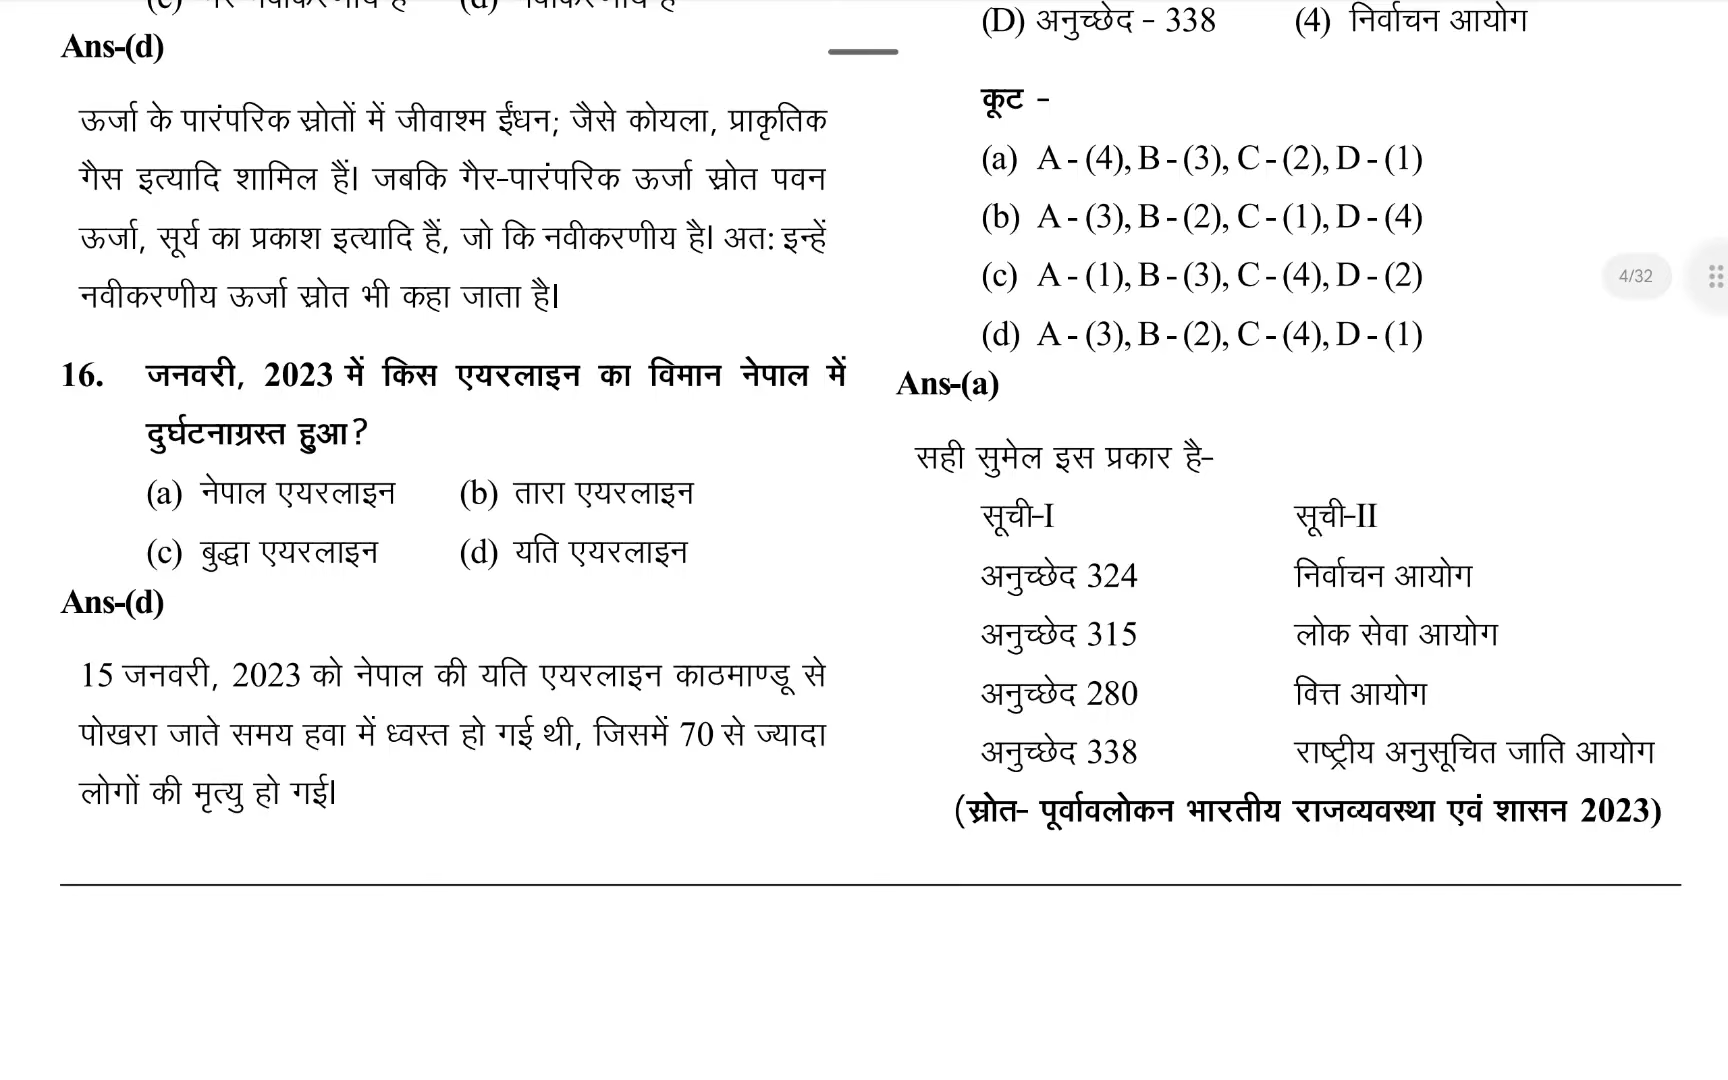 Ans-(d)
ऊर्जा के पारंपरिक स्रोतों में जीवाश्म ईंधन; जैसे कोयला, प्राकृतिक
गैस इत्यादि शामिल हैं। जबकि गैर-पारंपरिक ऊर्जा स्रोत पवन
ऊर्जा, सूर्य का प्रकाश इत्यादि हैं, जो कि नवीकरणीय है। अत: इन्हें
नवीकरणीय ऊर्जा स्रोत भी कहा जाता है।
16. जनवरी, 2023 में किस एयरलाइन का विमान नेपाल में
दुर्घटनाग्रस्त हुआ?
(a) नेपाल एयरलाइन (b) तारा एयरलाइन
(c) बुद्धा एयरलाइन (d) यति एयरलाइन
Ans-(d)
15 जनवरी, 2023 को नेपाल की यति एयरलाइन काठमाण्डू से
पोखरा जाते समय हवा में ध्वस्त हो गई थी, जिसमें 70 से ज्यादा
लोगों की मृत्यु हो गई।
(D) अनुच्छेद - 338 (4) निर्वाचन आयोग
कूट -
(a) A - (4), B - (3), C - (2), D - (1)
(b) A - (3), B - (2), C - (1), D - (4)
(c) A - (1), B - (3), C - (4), D - (2)
(d) A - (3), B - (2), C - (4), D - (1)
Ans-(a)
सही सुमेल इस प्रकार है-
सूची-I सूची-II
अनुच्छेद 324 निर्वाचन आयोग
अनुच्छेद 315 लोक सेवा आयोग
अनुच्छेद 280 वित्त आयोग
अनुच्छेद 338 राष्ट्रीय अनुसूचित जाति आयोग
(स्रोत- पूर्वावलोकन भारतीय राजव्यवस्था एवं शासन 2023)
4/32